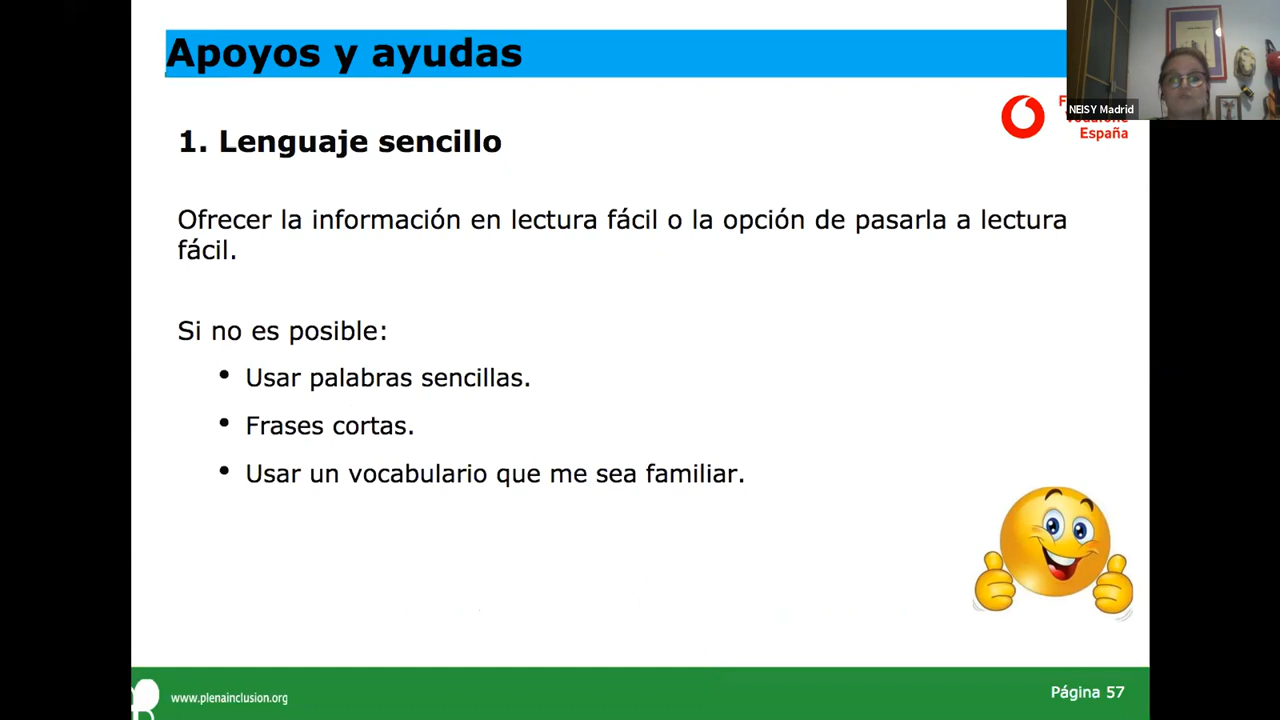 Apoyos y ayudas
NEISY Madrid
España
1. Lenguaje sencillo
Ofrecer la información en lectura fácil o la opción de pasarla a lectura
fácil.
Si no es posible:
• Usar palabras sencillas.
• Frases cortas.
• Usar un vocabulario que me sea familiar.
www.plenainclusion.org
Página 57